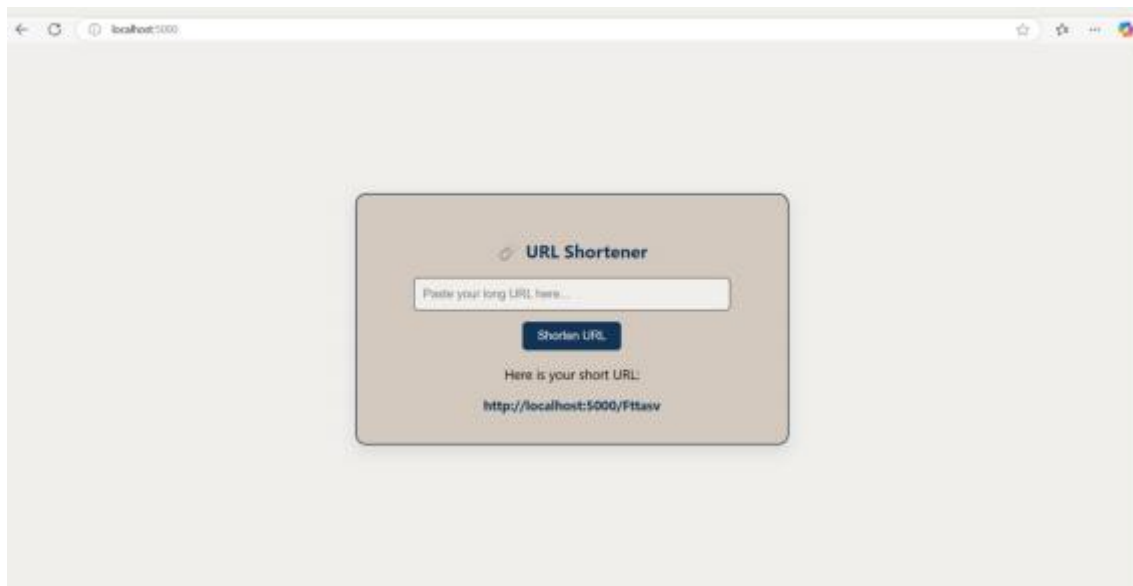 localhost:5000
URL Shortener
Paste your long URL here...
Shorten URL
Here is your short URL:
http://localhost:5000/Fttasv